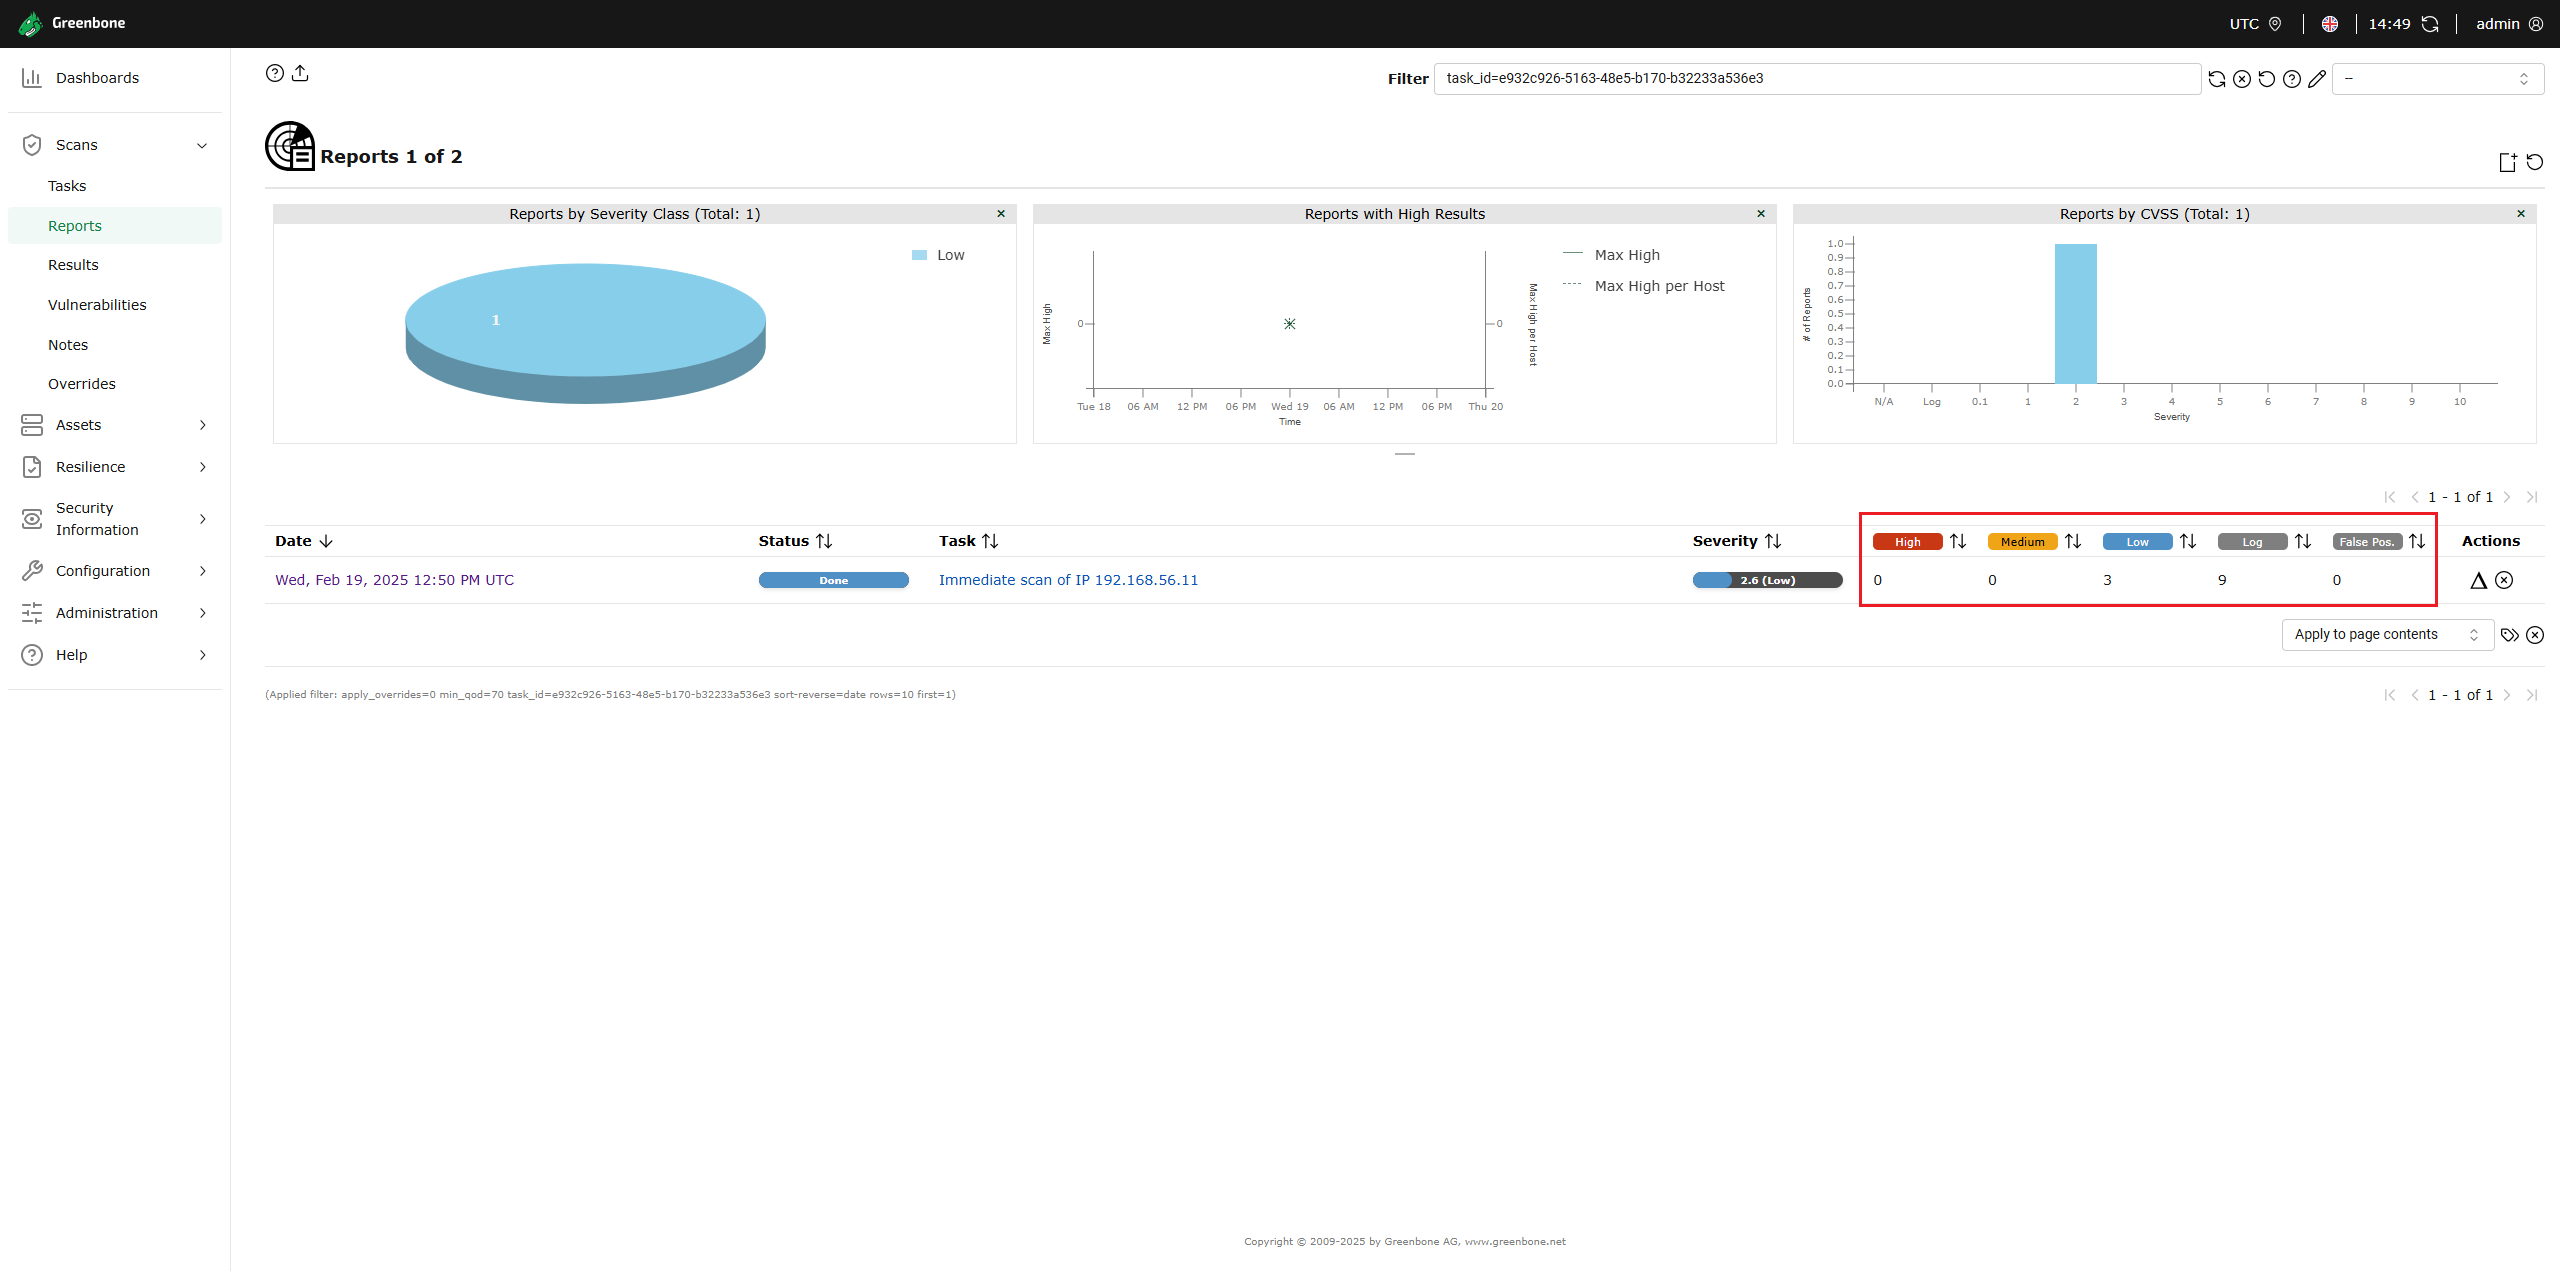 Greenbone
UTC
14:49
admin
Dashboards
Scans
Tasks
Reports
Results
Vulnerabilities
Notes
Overrides
Assets
Resilience
Security
Information
Configuration
Administration
Help
Filter task_id=e932c926-5163-48e5-b170-b32233a536e3 --
Reports 1 of 2
Reports by Severity Class (Total: 1) ×
Low
1
Reports with High Results ×
Max High
Max High per Host
Max High
0
0
Max High per Host
Tue 18 06 AM 12 PM 06 PM Wed 19 06 AM 12 PM 06 PM Thu 20
Time
Reports by CVSS (Total: 1) ×
# of Reports
1.0
0.9
0.8
0.7
0.6
0.5
0.4
0.3
0.2
0.1
0.0
N/A Log 0.1 1 2 3 4 5 6 7 8 9 10
Severity
1 - 1 of 1
Date Status Task Severity High Medium Low Log False Pos. Actions
Wed, Feb 19, 2025 12:50 PM UTC Done Immediate scan of IP 192.168.56.11 2.6 (Low) 0 0 3 9 0
Apply to page contents
(Applied filter: apply_overrides=0 min_qod=70 task_id=e932c926-5163-48e5-b170-b32233a536e3 sort-reverse=date rows=10 first=1)
1 - 1 of 1
Copyright © 2009-2025 by Greenbone AG, www.greenbone.net